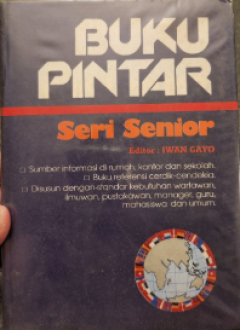 BUKU
PINTAR
Seri Senior
Editor : IWAN GAYO
□ Sumber informasi di rumah, kantor dan sekolah.
□ Buku referensi cerdik-cendekia.
□ Disusun dengan standar kebutuhan wartawan,
ilmuwan, pustakawan, manager, guru,
mahasiswa dan umum.